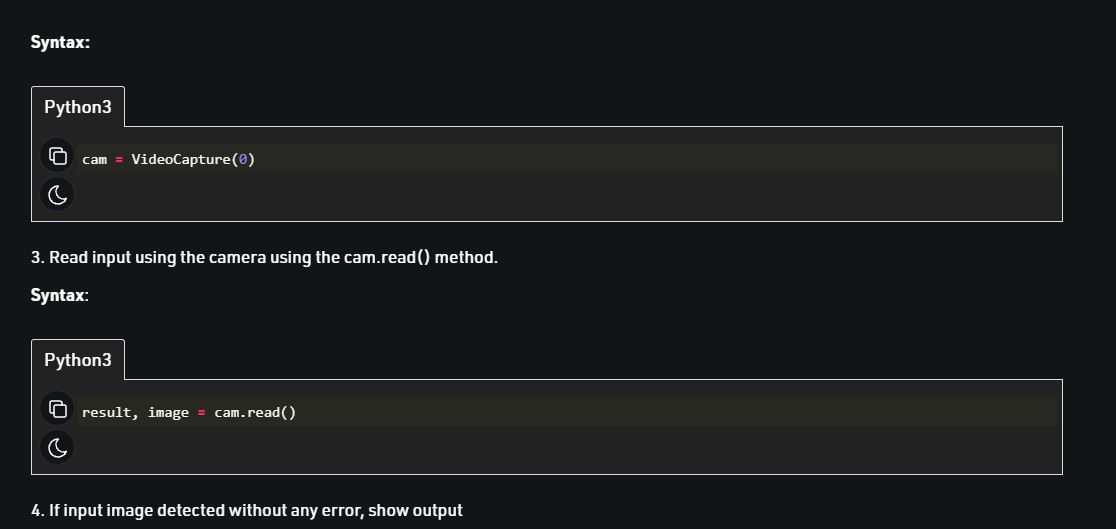 Syntax:
Python3
cam = VideoCapture(0)
3. Read input using the camera using the cam.read() method.
Syntax:
Python3
result, image = cam.read()
4. If input image detected without any error, show output